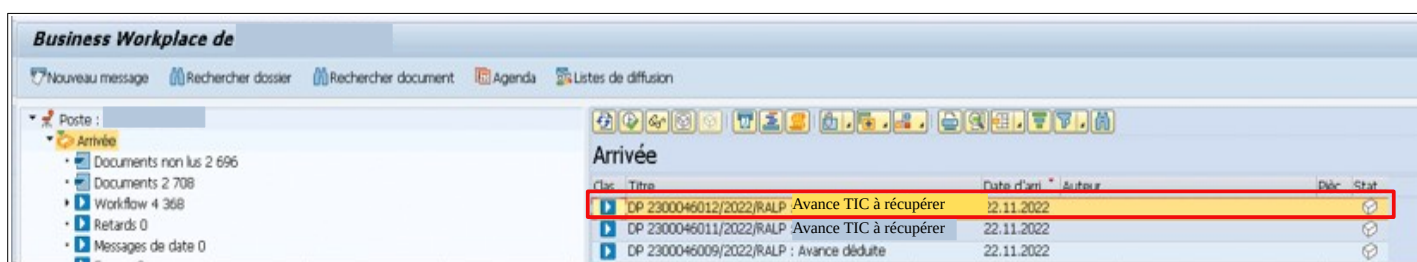 Business Workplace de
Nouveau message Rechercher dossier Rechercher document Agenda Listes de diffusion
Poste :
Arrivée
Documents non lus 2 696
Documents 2 708
Workflow 4 368
Retards 0
Messages de date 0
Arrivée
Clas Titre Date d'arri Auteur Pièc Stat
DP 2300046012/2022/RALP : Avance TIC à récupérer 22.11.2022
DP 2300046011/2022/RALP : Avance TIC à récupérer 22.11.2022
DP 2300046009/2022/RALP : Avance déduite 22.11.2022